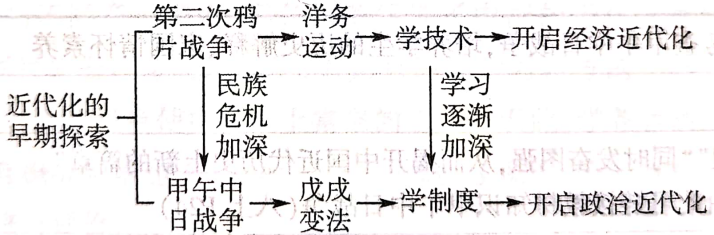 第二次鸦
片战争
洋务
运动
学技术
开启经济近代化
近代化的
早期探索
民族
危机
加深
学习
逐渐
加深
甲午中
日战争
戊戌
变法
学制度
开启政治近代化